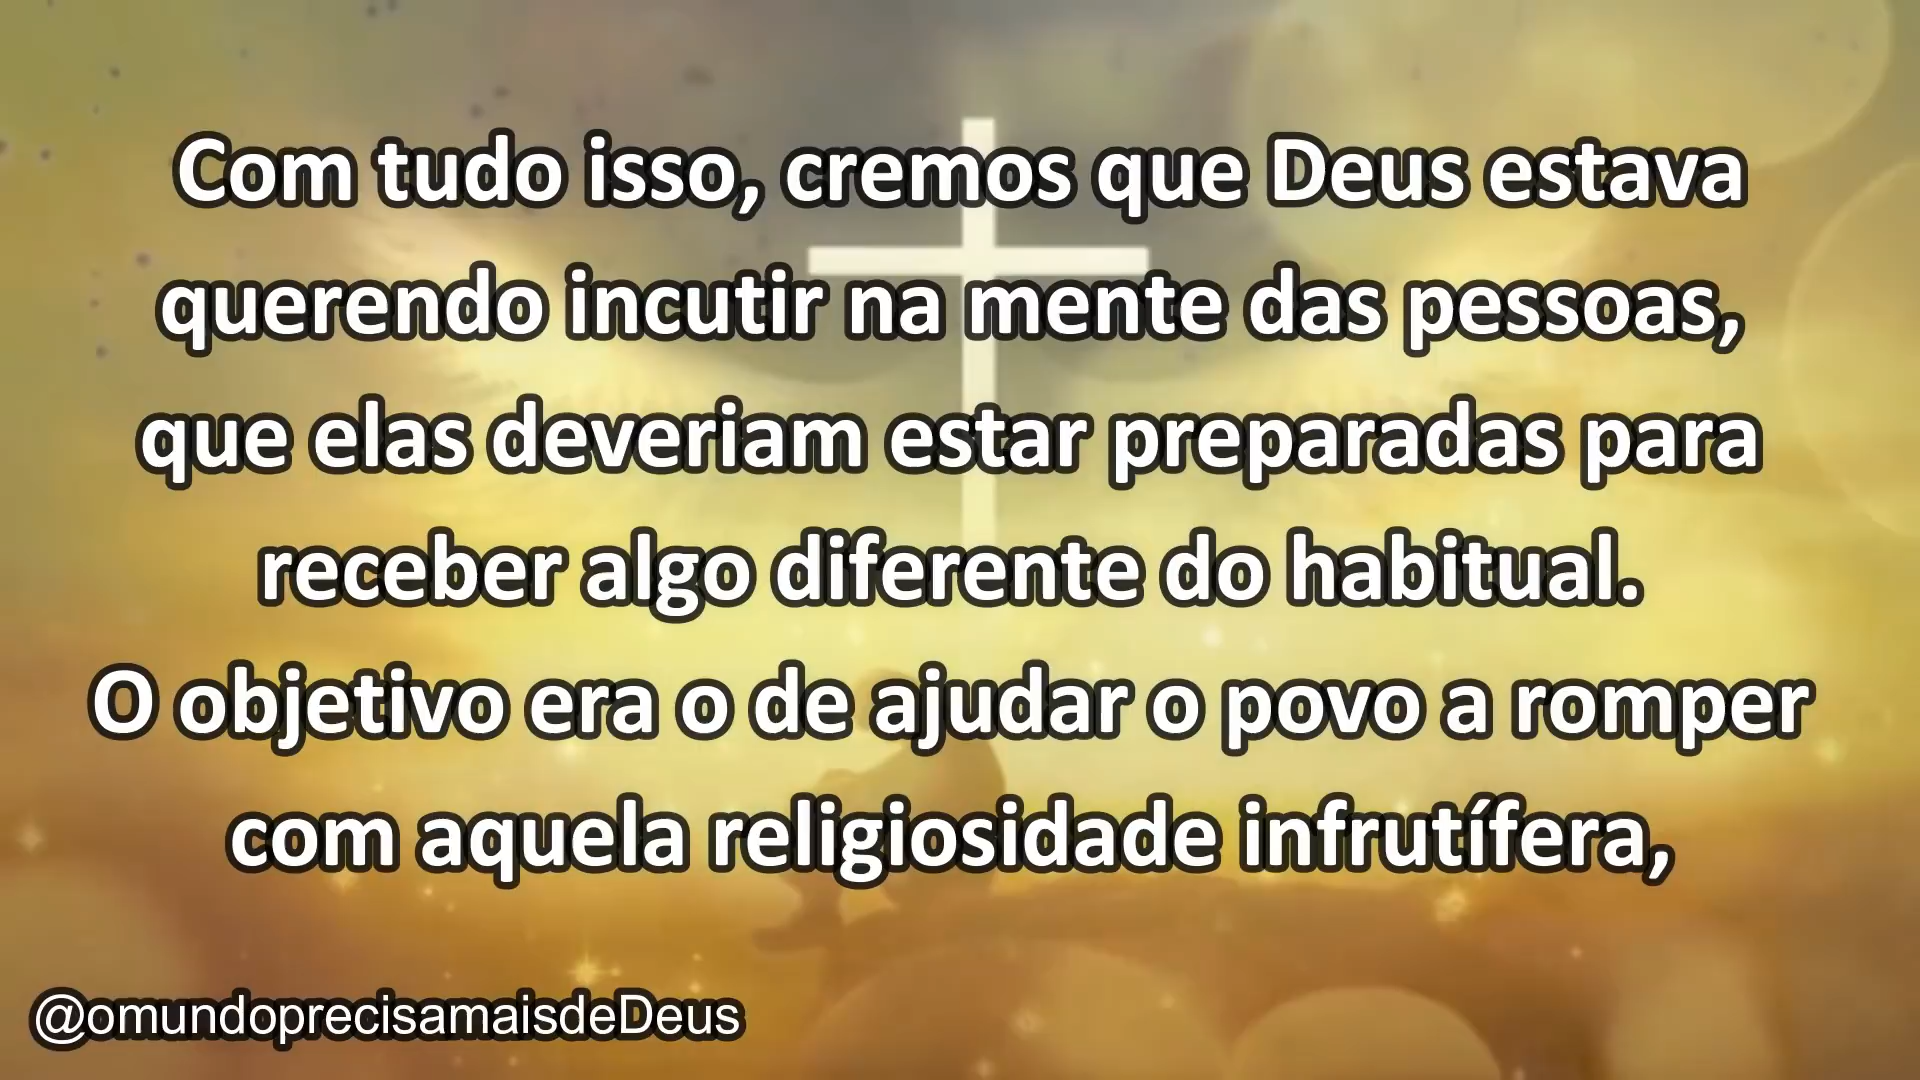 Com tudo isso, cremos que Deus estava
querendo incutir na mente das pessoas,
que elas deveriam estar preparadas para
receber algo diferente do habitual.
O objetivo era o de ajudar o povo a romper
com aquela religiosidade infrutífera,
@omundoprecisamaisdeDeus